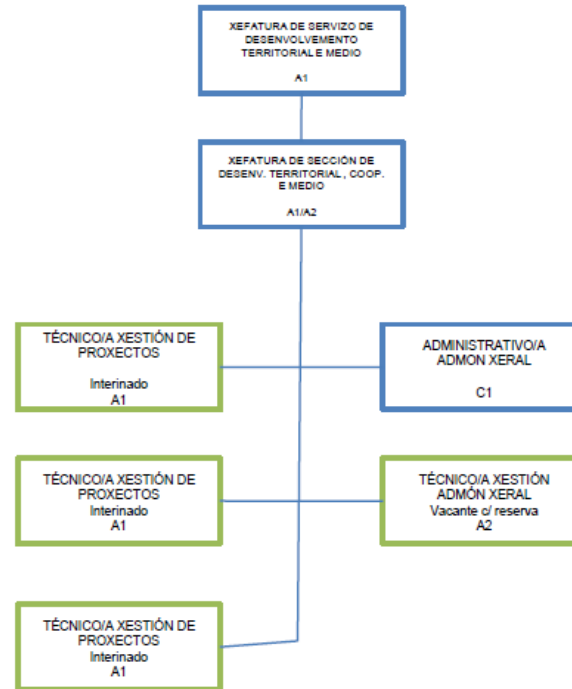 XEFATURA DE SERVIZO DE
DESENVOLVEMENTO
TERRITORIAL E MEDIO
A1
XEFATURA DE SECCIÓN DE
DESENV. TERRITORIAL , COOP.
E MEDIO
A1/A2
TÉCNICO/A XESTIÓN DE
PROXECTOS
Interinado
A1
ADMINISTRATIVO/A
ADMON XERAL
C1
TÉCNICO/A XESTIÓN DE
PROXECTOS
Interinado
A1
TÉCNICO/A XESTIÓN
ADMÓN XERAL
Vacante c/ reserva
A2
TÉCNICO/A XESTIÓN DE
PROXECTOS
Interinado
A1